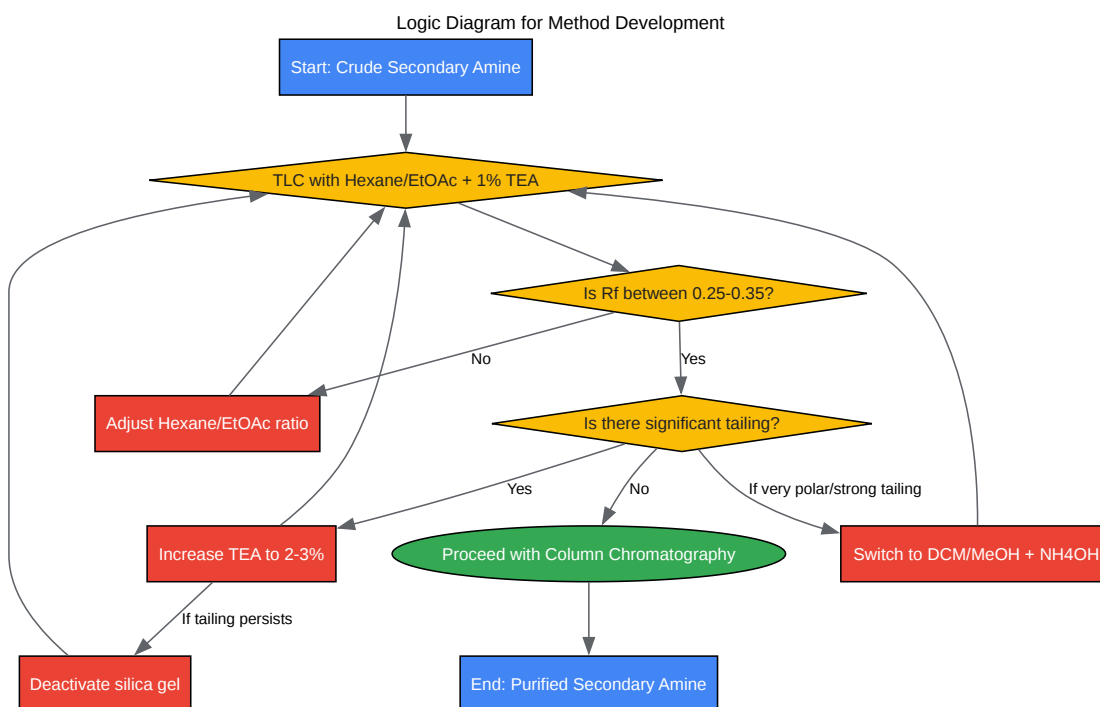 Logic Diagram for Method Development
Start: Crude Secondary Amine
TLC with Hexane/EtOAc + 1% TEA
Is Rf between 0.25-0.35?
No
Yes
Adjust Hexane/EtOAc ratio
Is there significant tailing?
Yes
No
If very polar/strong tailing
Increase TEA to 2-3%
Proceed with Column Chromatography
Switch to DCM/MeOH + NH4OH
If tailing persists
Deactivate silica gel
End: Purified Secondary Amine